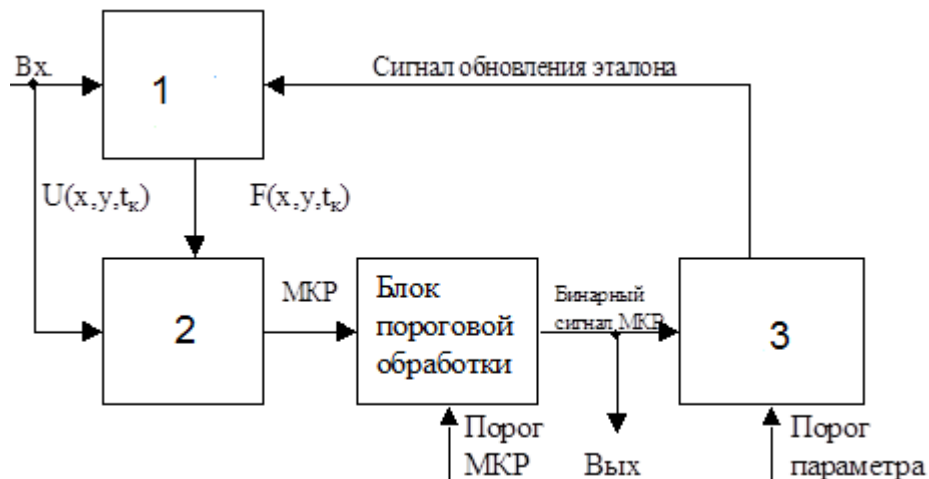 Вх.
1
Сигнал обновления эталона
U(x,y,tк)
F(x,y,tк)
2
МКР
Блок
пороговой
обработки
Бинарный
сигнал МКР
3
Порог
МКР
Вых
Порог
параметра